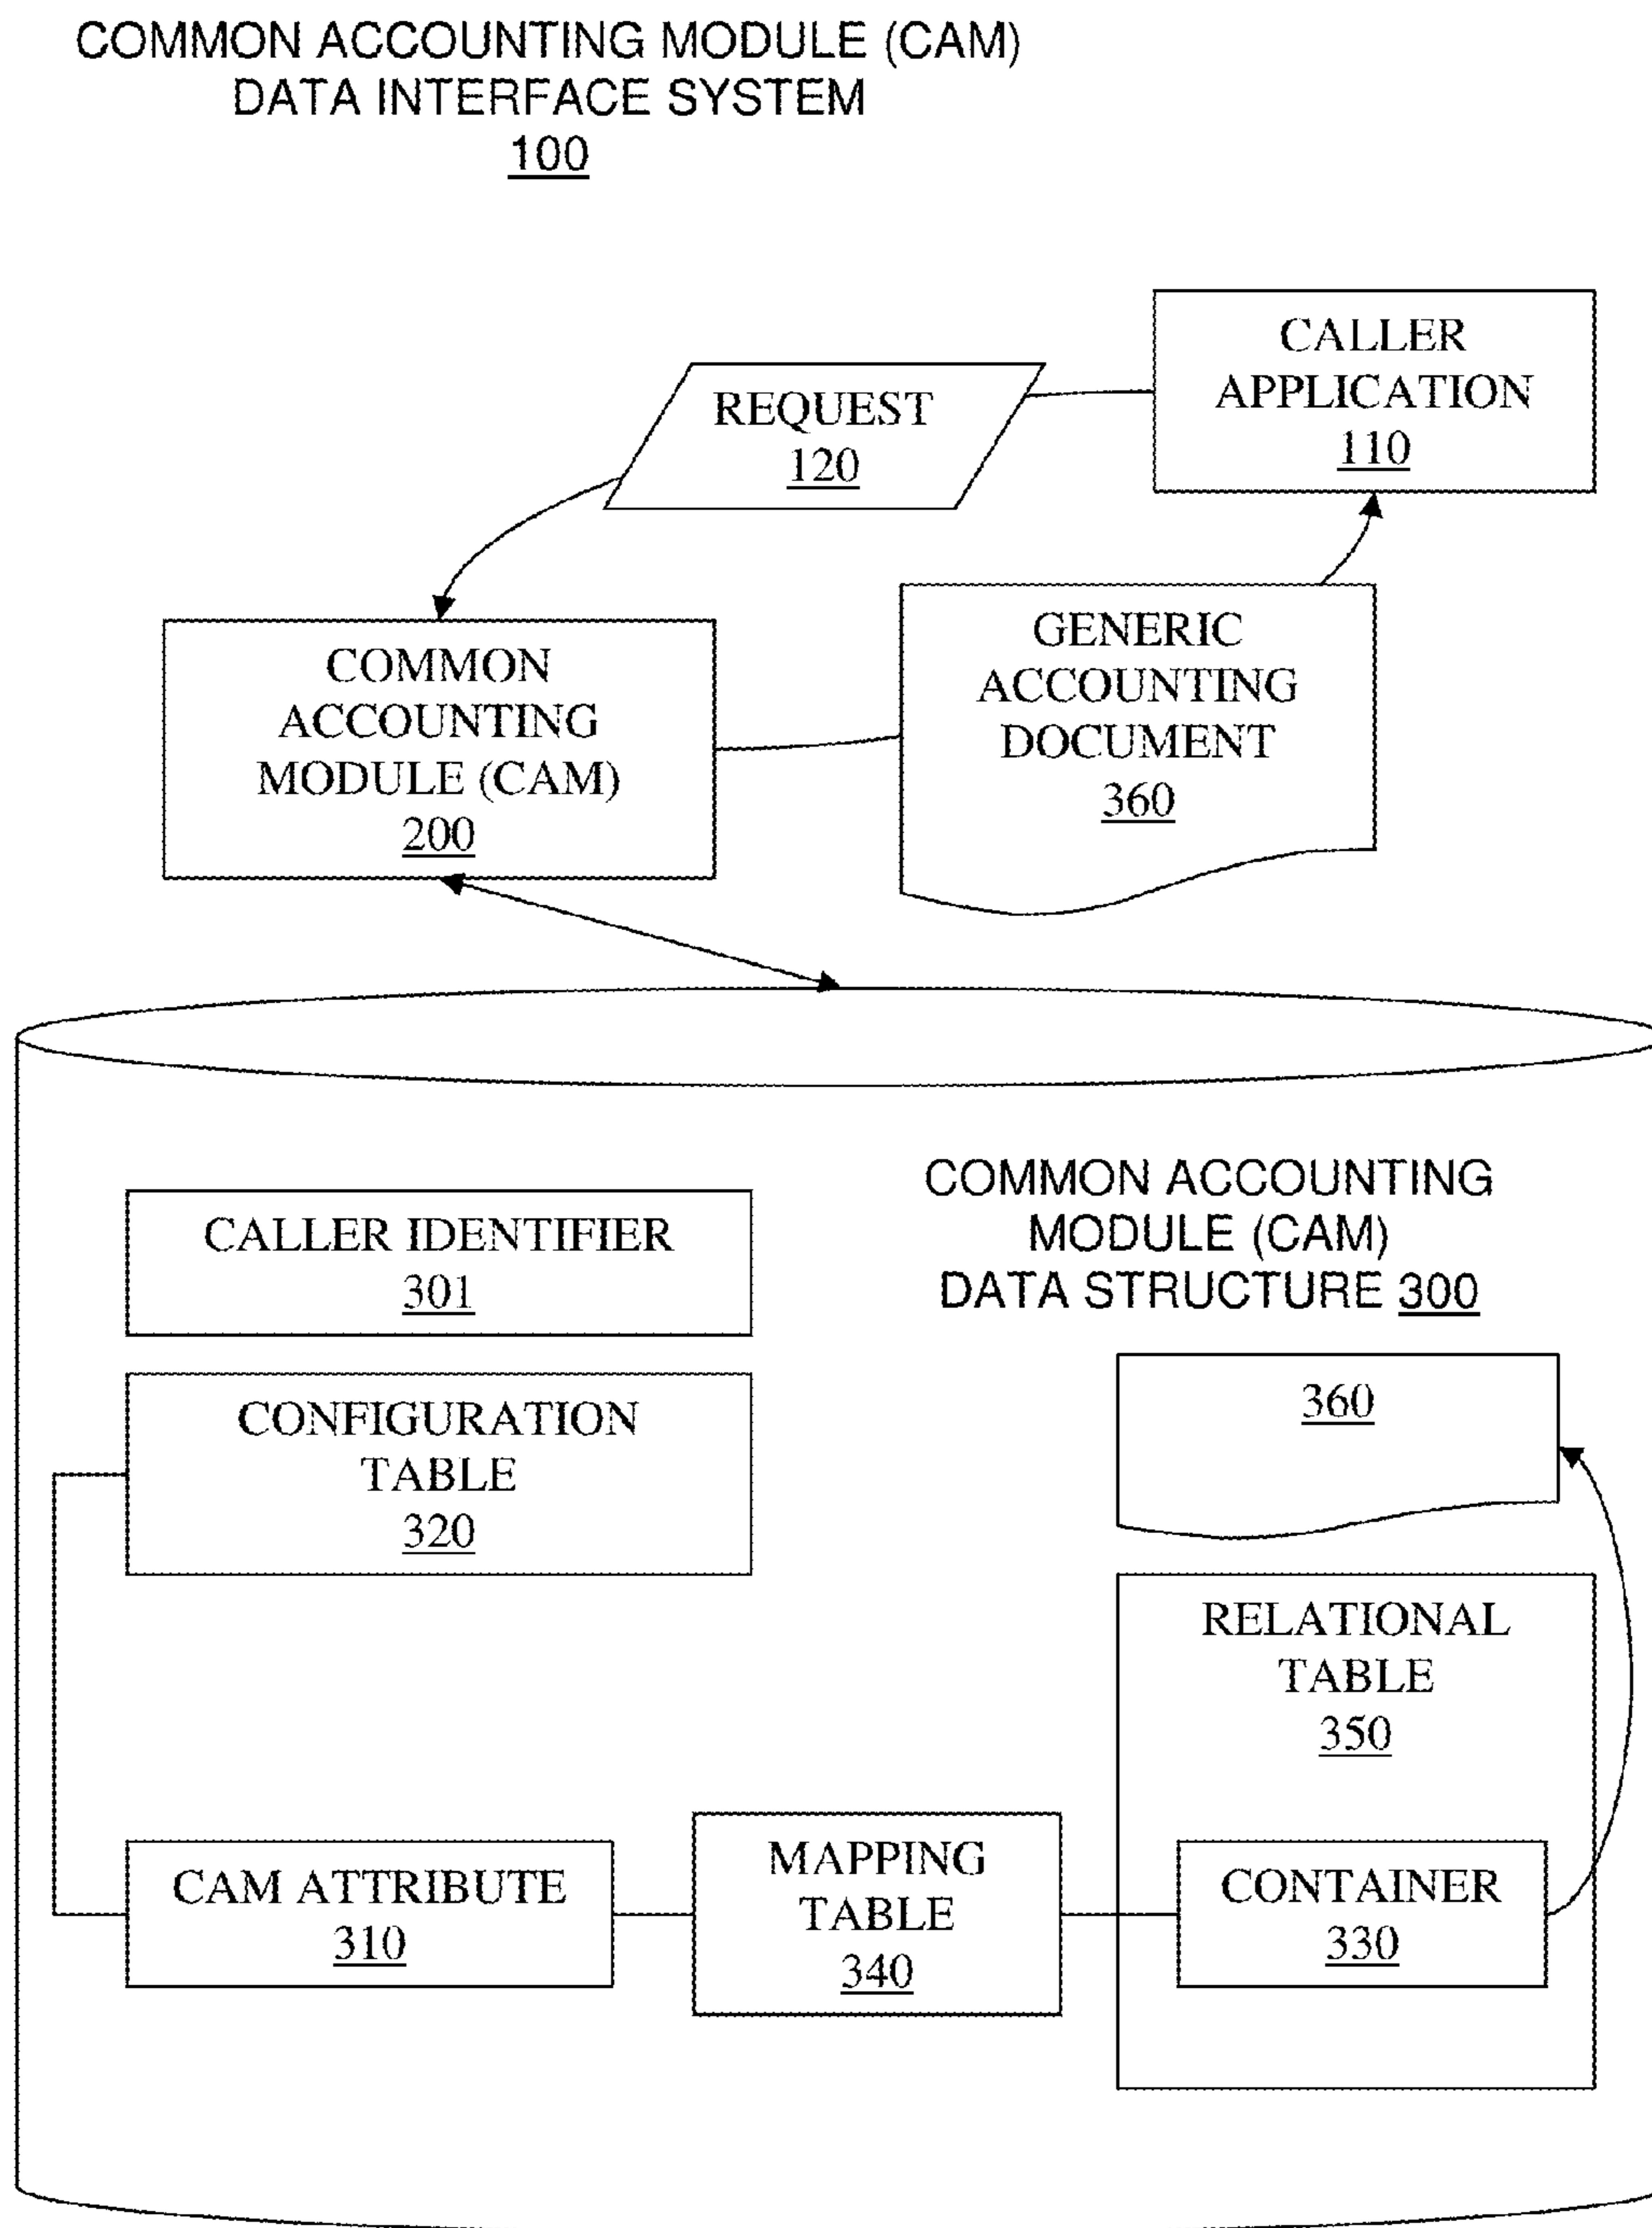 COMMON ACCOUNTING MODULE (CAM)
DATA INTERFACE SYSTEM
100
CALLER
APPLICATION
110
REQUEST
120
COMMON
ACCOUNTING
MODULE (CAM)
200
GENERIC
ACCOUNTING
DOCUMENT
360
COMMON ACCOUNTING
MODULE (CAM)
DATA STRUCTURE 300
CALLER IDENTIFIER
301
CONFIGURATION
TABLE
320
360
RELATIONAL
TABLE
350
CAM ATTRIBUTE
310
MAPPING
TABLE
340
CONTAINER
330